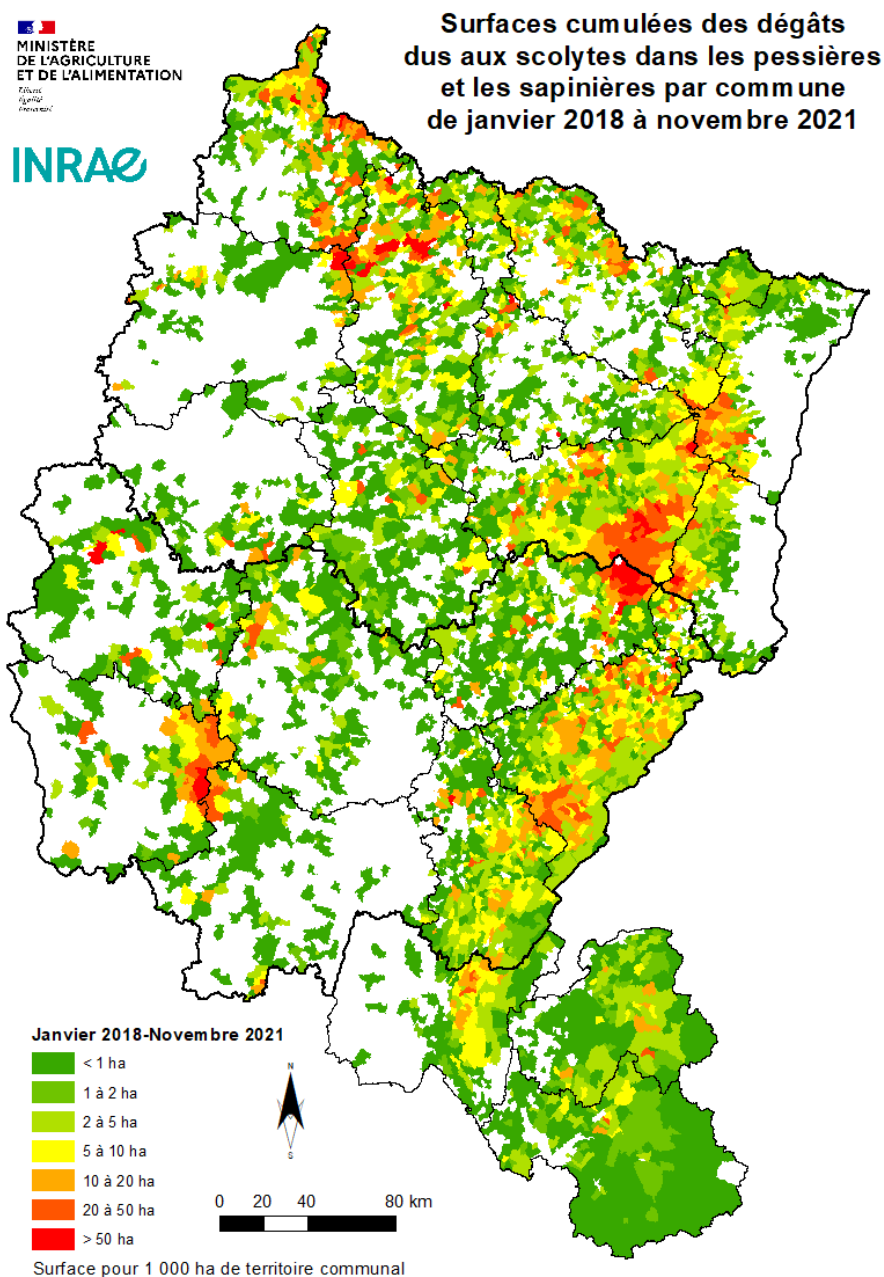 MINISTÈRE
DE L'AGRICULTURE
ET DE L'ALIMENTATION
Liberté
Égalité
Fraternité
INRAE
Surfaces cumulées des dégâts
dus aux scolytes dans les pessières
et les sapinières par commune
de janvier 2018 à novembre 2021
Janvier 2018-Novembre 2021
< 1 ha
1 à 2 ha
2 à 5 ha
5 à 10 ha
10 à 20 ha
20 à 50 ha
> 50 ha
N
S
0 20 40 80 km
Surface pour 1 000 ha de territoire communal